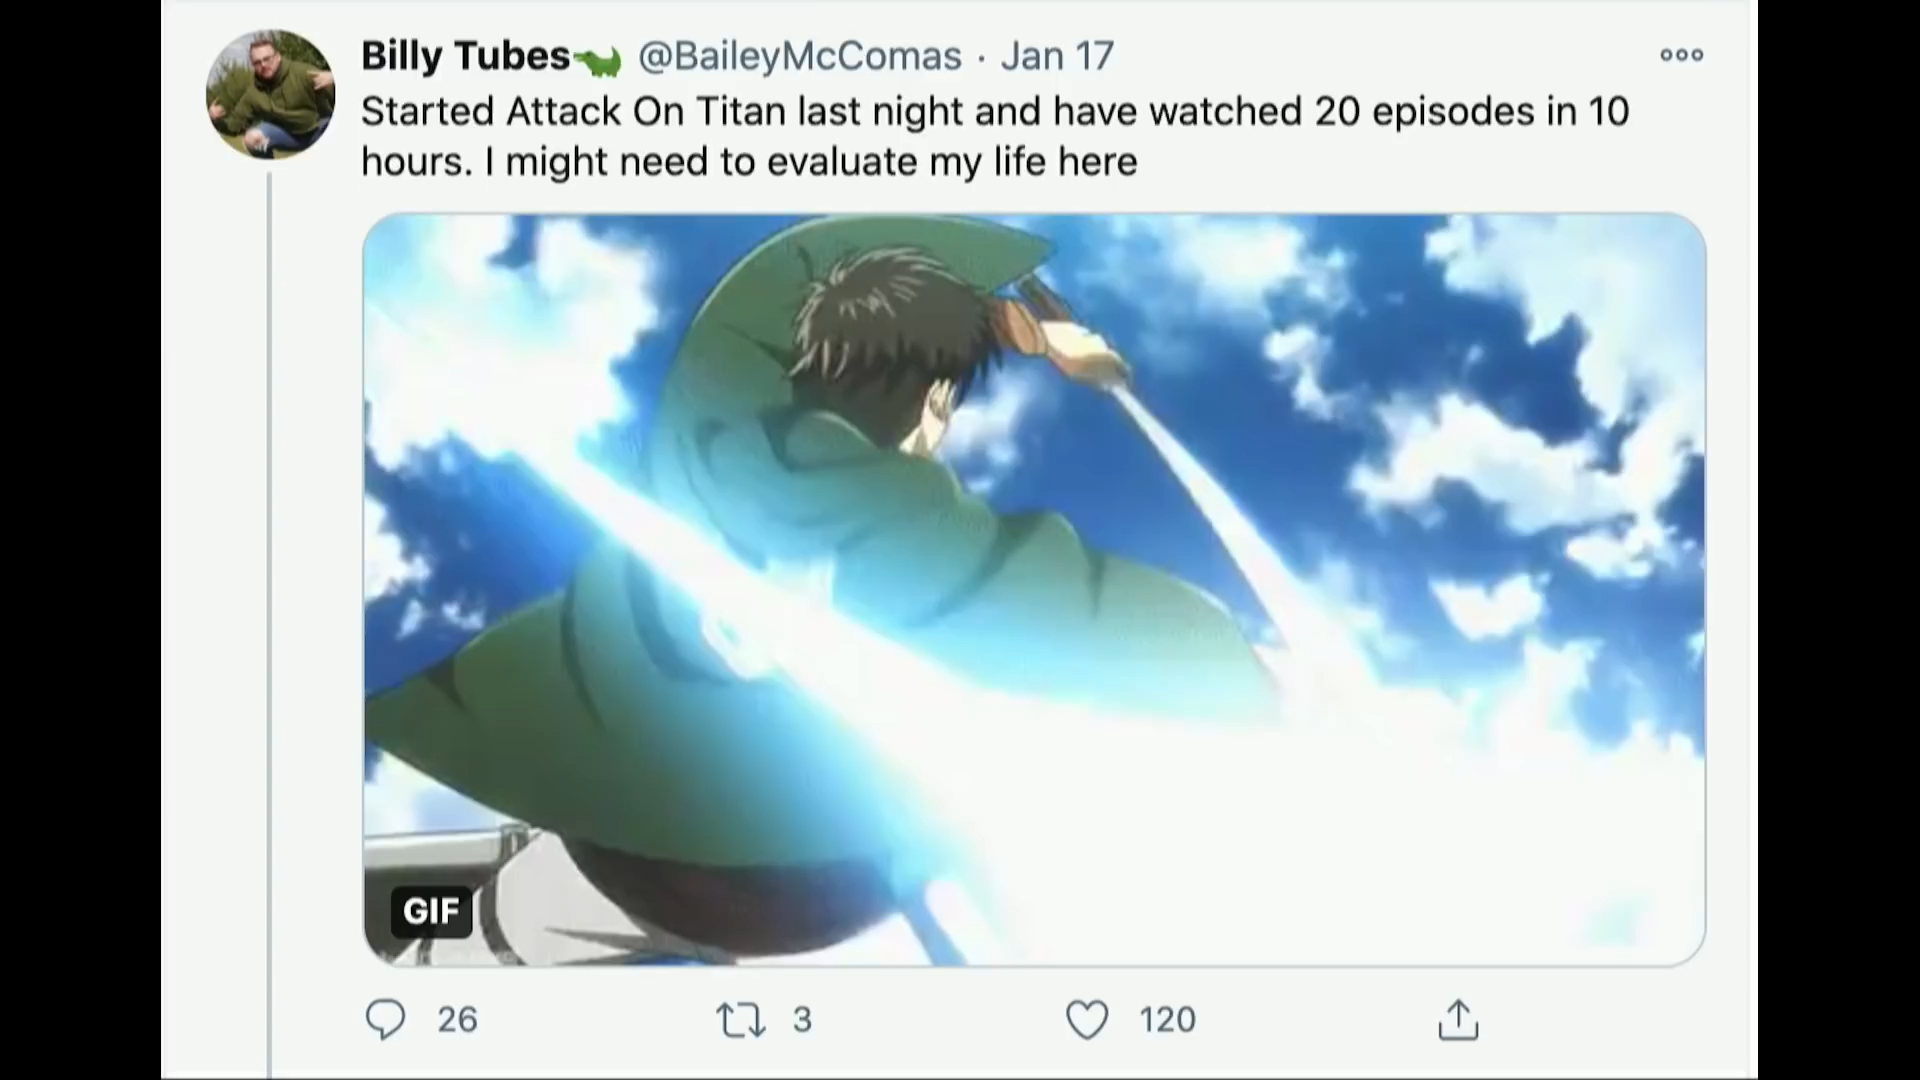 Billy Tubes🐊 @BaileyMcComas · Jan 17
Started Attack On Titan last night and have watched 20 episodes in 10
hours. I might need to evaluate my life here
GIF
26 3 120